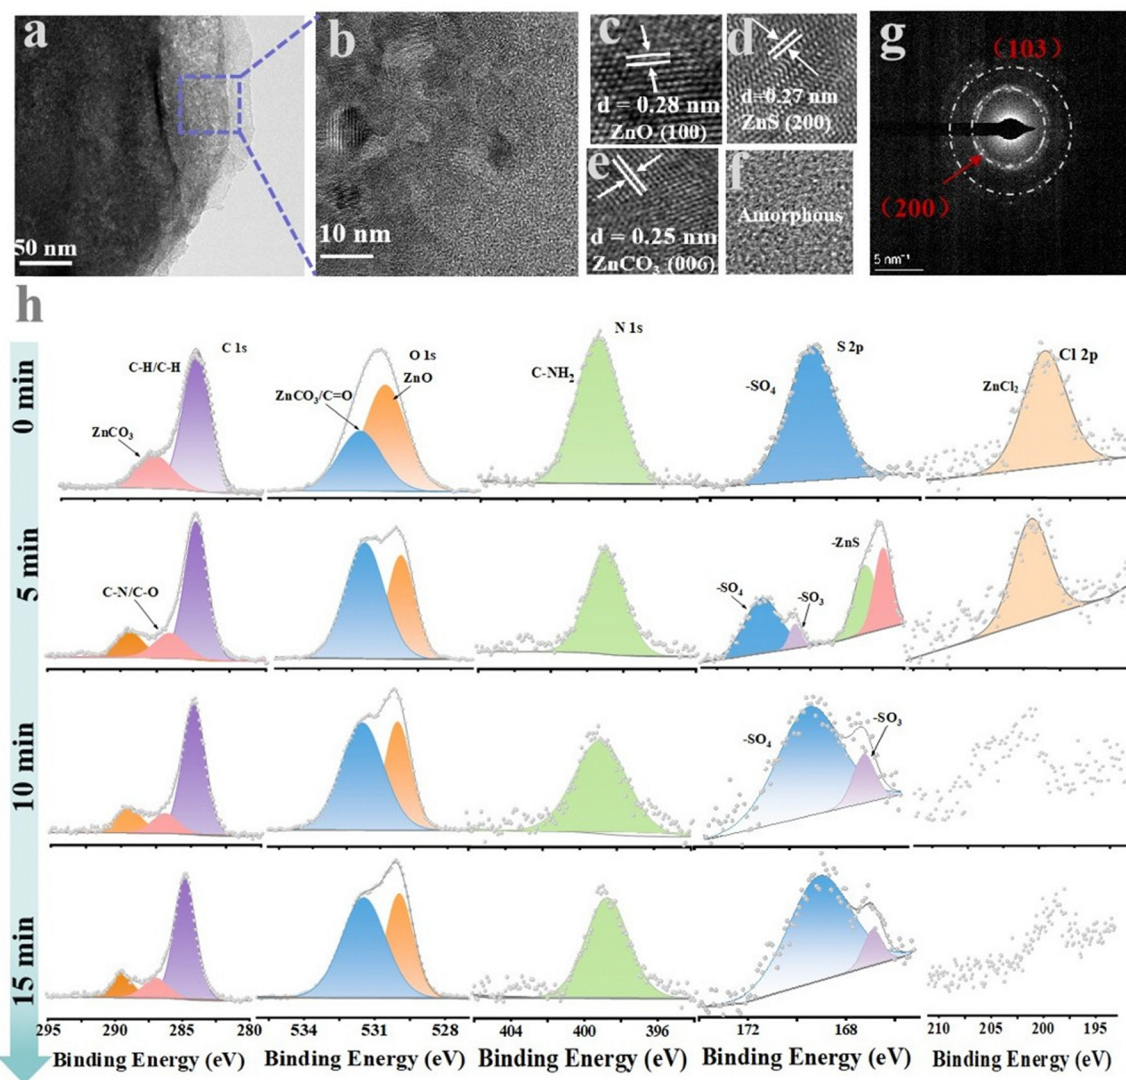 a
50 nm
b
10 nm
c
d = 0.28 nm
ZnO (100)
d
d=0.27 nm
ZnS (200)
e
d = 0.25 nm
ZnCO₃ (006)
f
Amorphous
g
(103)
(200)
5 nm⁻¹
h
0 min
C 1s
C-H/C-H
ZnCO₃
O 1s
ZnO
ZnCO₃/C=O
N 1s
C-NH₂
S 2p
-SO₄
Cl 2p
ZnCl₂
5 min
C-N/C-O
-ZnS
-SO₄
-SO₃
10 min
-SO₄
-SO₃
15 min
295 290 285 280
534 531 528
404 400 396
172 168
210 205 200 195
Binding Energy (eV) Binding Energy (eV) Binding Energy (eV) Binding Energy (eV) Binding Energy (eV)